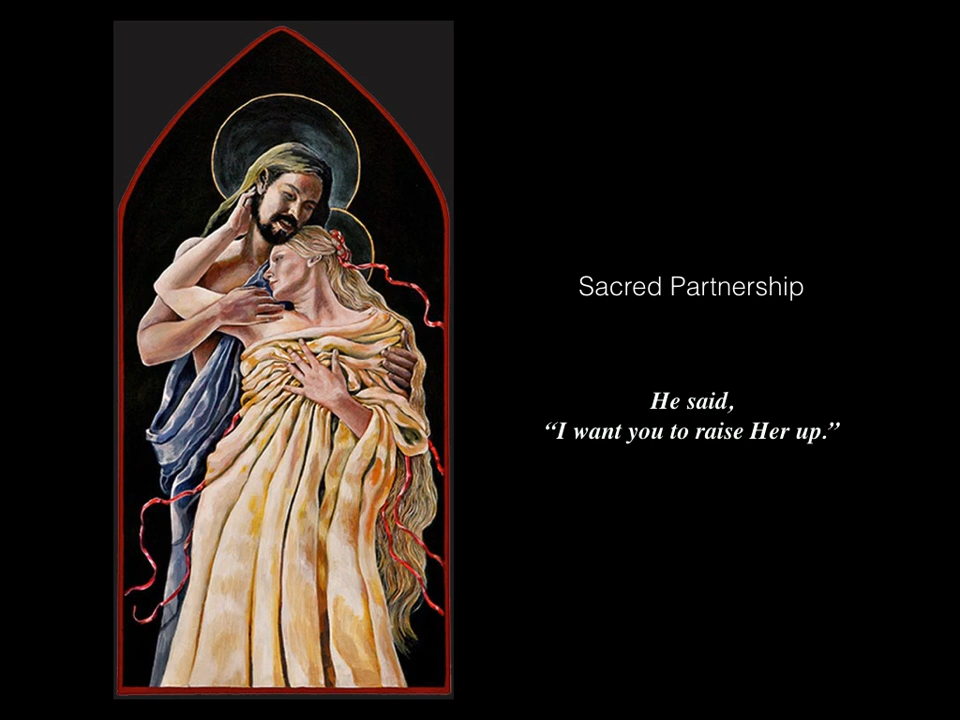 Sacred Partnership
He said,
“I want you to raise Her up.”